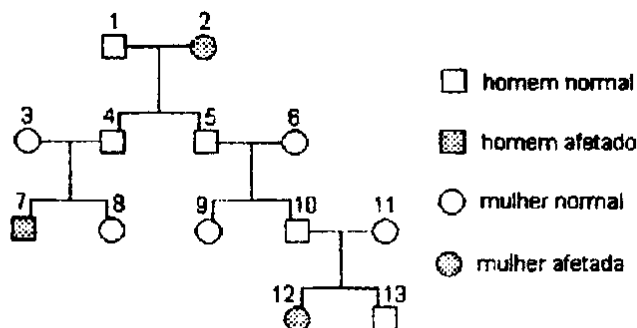 1 2
3 4 5 6
7 8 9 10 11
12 13
homem normal
homem afetado
mulher normal
mulher afetada